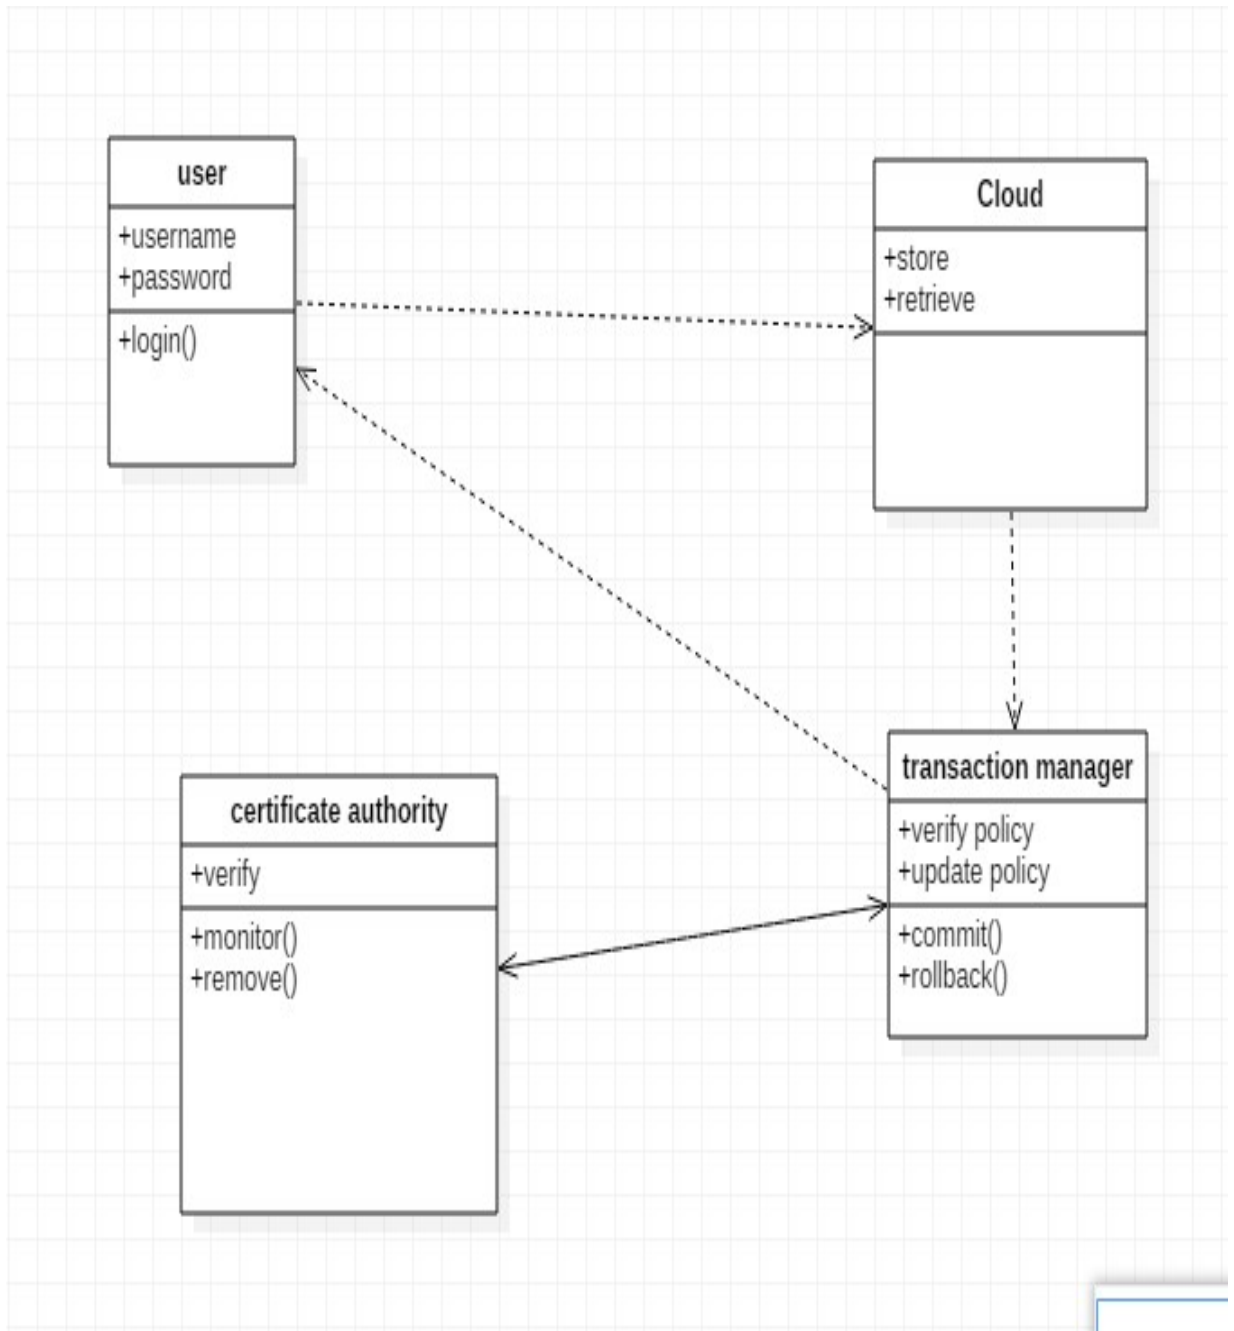 user
+username
+password
+login()
Cloud
+store
+retrieve
certificate authority
+verify
+monitor()
+remove()
transaction manager
+verify policy
+update policy
+commit()
+rollback()